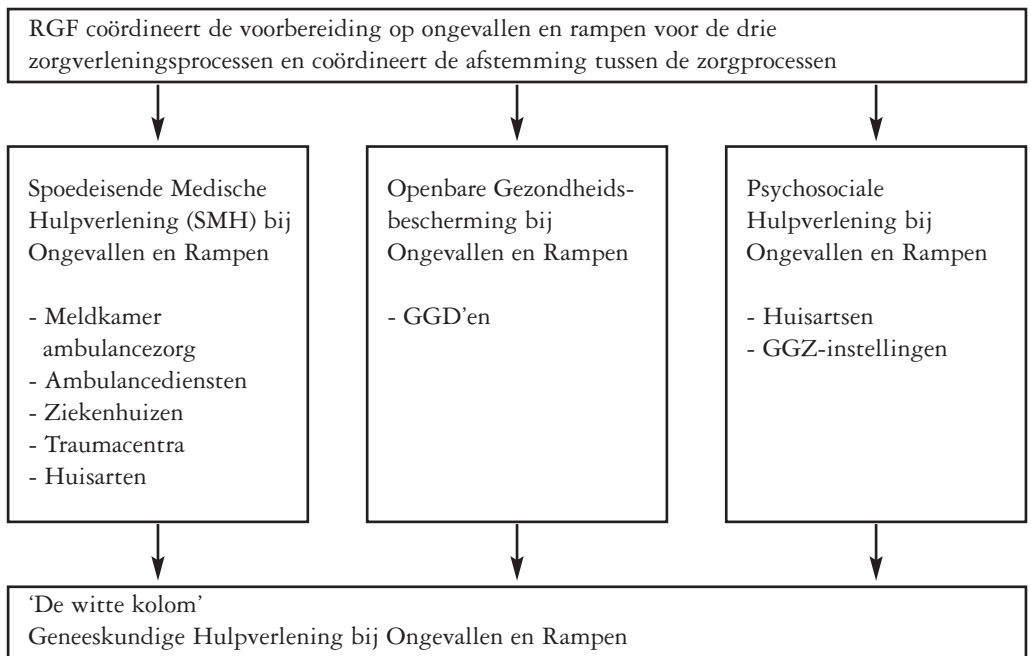 RGF coördineert de voorbereiding op ongevallen en rampen voor de drie
zorgverleningsprocessen en coördineert de afstemming tussen de zorgprocessen
Spoedeisende Medische
Hulpverlening (SMH) bij
Ongevallen en Rampen
- Meldkamer
ambulancezorg
- Ambulancediensten
- Ziekenhuizen
- Traumacentra
- Huisarten
Openbare Gezondheids-
bescherming bij
Ongevallen en Rampen
- GGD’en
Psychosociale
Hulpverlening bij
Ongevallen en Rampen
- Huisartsen
- GGZ-instellingen
‘De witte kolom’
Geneeskundige Hulpverlening bij Ongevallen en Rampen